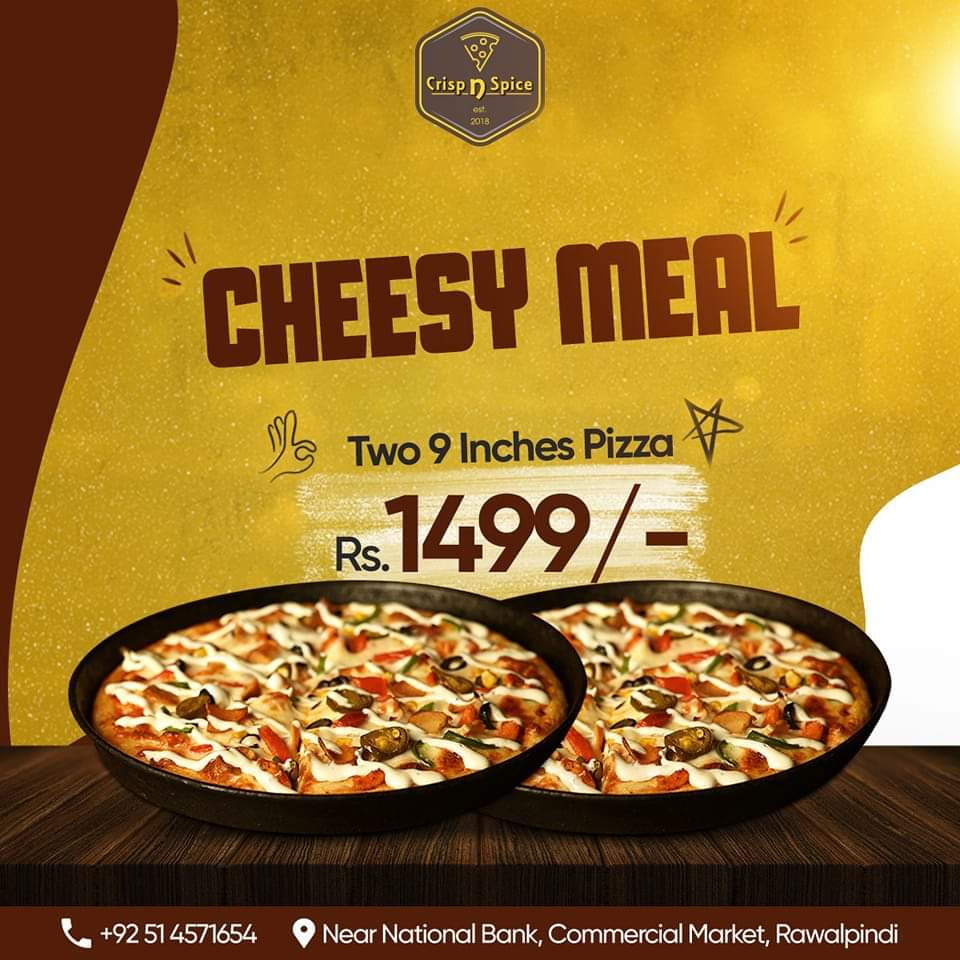 Crisp n Spice
est.
2018
CHEESY MEAL
Two 9 Inches Pizza
Rs. 1499/-
+92 51 4571654 Near National Bank, Commercial Market, Rawalpindi